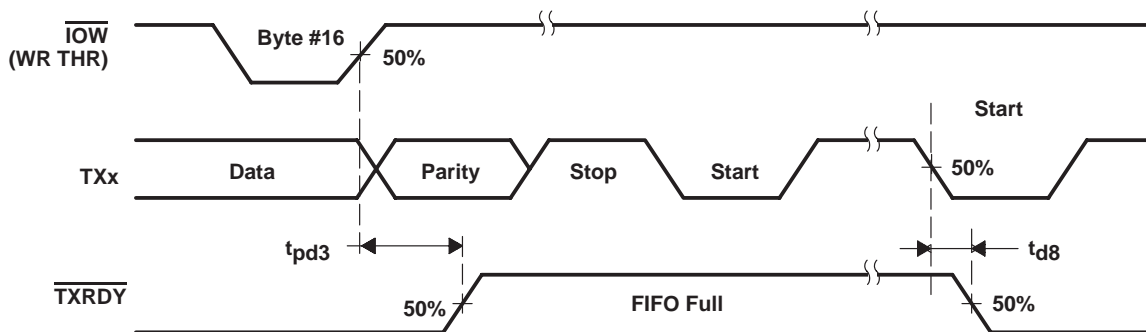 IOW
(WR THR)
Byte #16
50%
Start
TXx
Data
Parity
Stop
Start
50%
tpd3
td8
TXRDY
50%
FIFO Full
50%